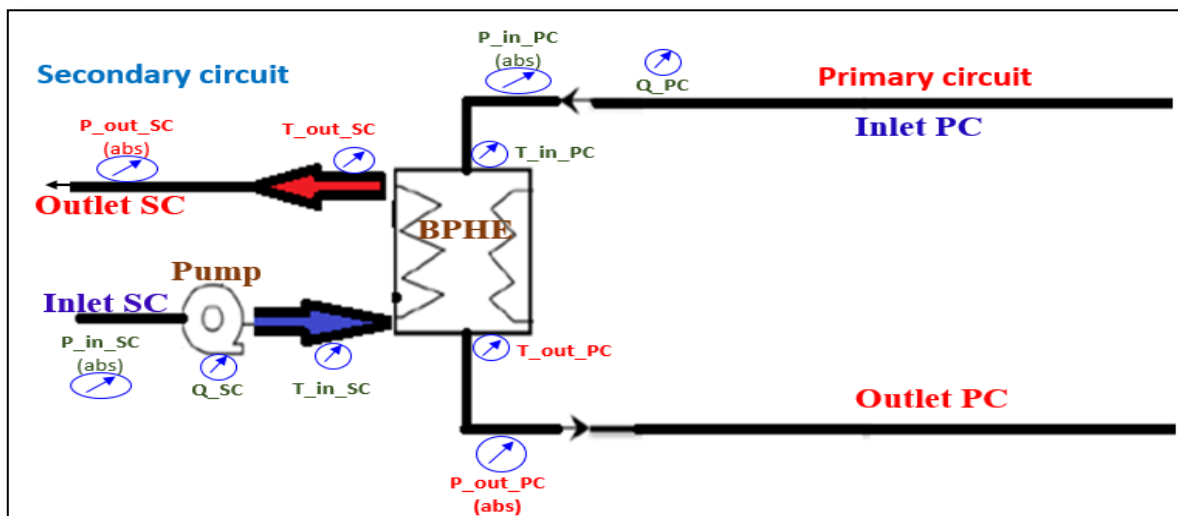 P_in_PC
(abs)
Secondary circuit
Primary circuit
Q_PC
P_out_SC
(abs)
T_out_SC
Inlet PC
T_in_PC
Outlet SC
BPHE
Pump
Inlet SC
P_in_SC
(abs)
Q_SC
T_in_SC
T_out_PC
Outlet PC
P_out_PC
(abs)